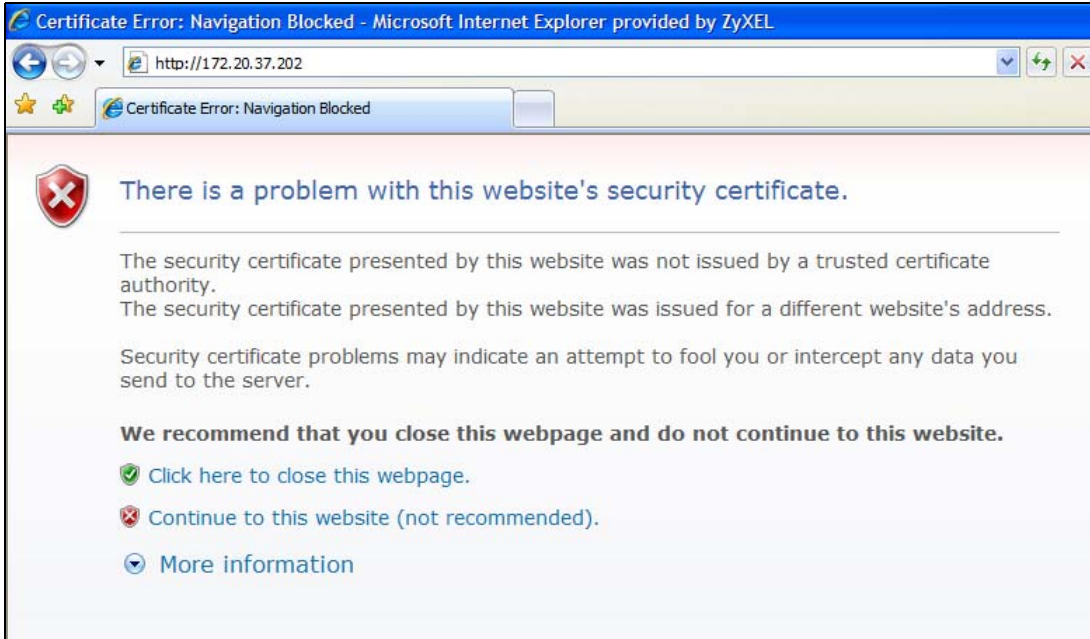 Certificate Error: Navigation Blocked - Microsoft Internet Explorer provided by ZyXEL
http://172.20.37.202
Certificate Error: Navigation Blocked
There is a problem with this website's security certificate.
The security certificate presented by this website was not issued by a trusted certificate
authority.
The security certificate presented by this website was issued for a different website's address.
Security certificate problems may indicate an attempt to fool you or intercept any data you
send to the server.
We recommend that you close this webpage and do not continue to this website.
Click here to close this webpage.
Continue to this website (not recommended).
More information